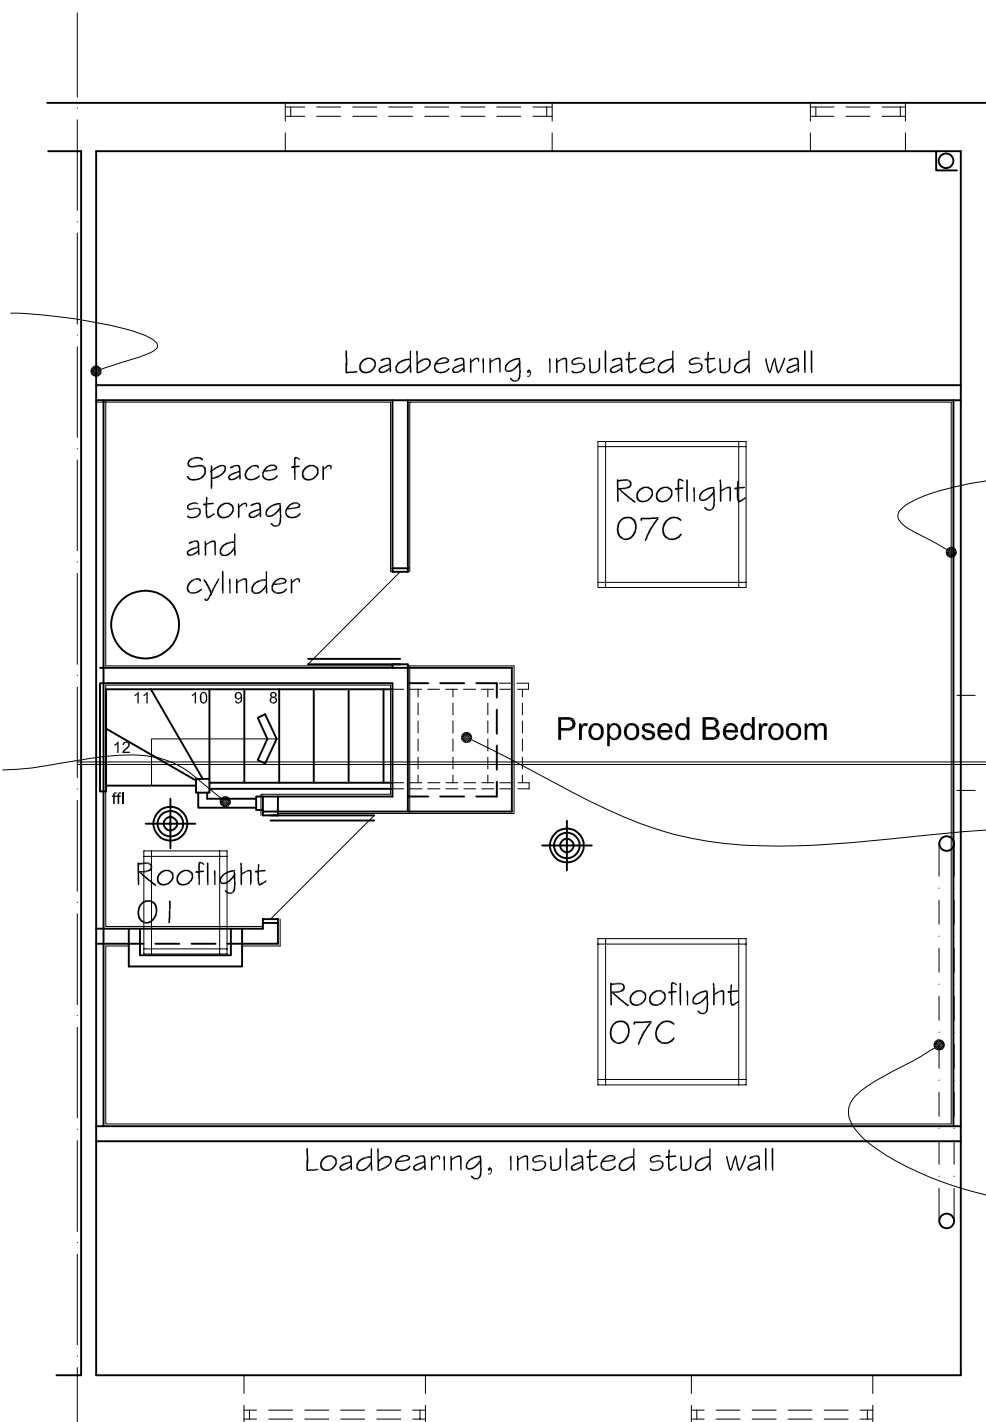 Loadbearing, insulated stud wall
Space for
storage
and
cylinder
Rooflight
07C
11
10
9
8
12
Proposed Bedroom
ffl
Rooflight
01
Rooflight
07C
Loadbearing, insulated stud wall